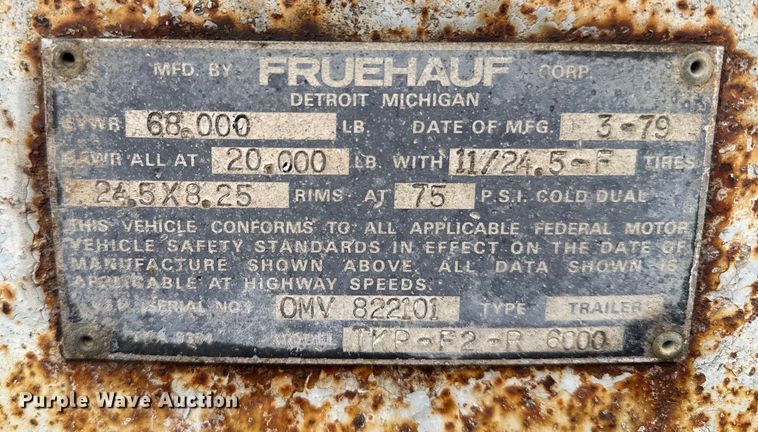 MFD. BY FRUEHAUF CORP.
DETROIT MICHIGAN
GVWR 68.000 LB. DATE OF MFG. 3-79
GAWR ALL AT 20.000 LB. WITH 11/24.5-F TIRES
24.5X8.25 RIMS AT 75 P.S.I. COLD DUAL
THIS VEHICLE CONFORMS TO ALL APPLICABLE FEDERAL MOTOR
VEHICLE SAFETY STANDARDS IN EFFECT ON THE DATE OF
MANUFACTURE SHOWN ABOVE. ALL DATA SHOWN IS
APPLICABLE AT HIGHWAY SPEEDS.
SERIAL NO. OMV 822101 TYPE TRAILER
MODEL TKP-F2-R 6000
Purple Wave Auction